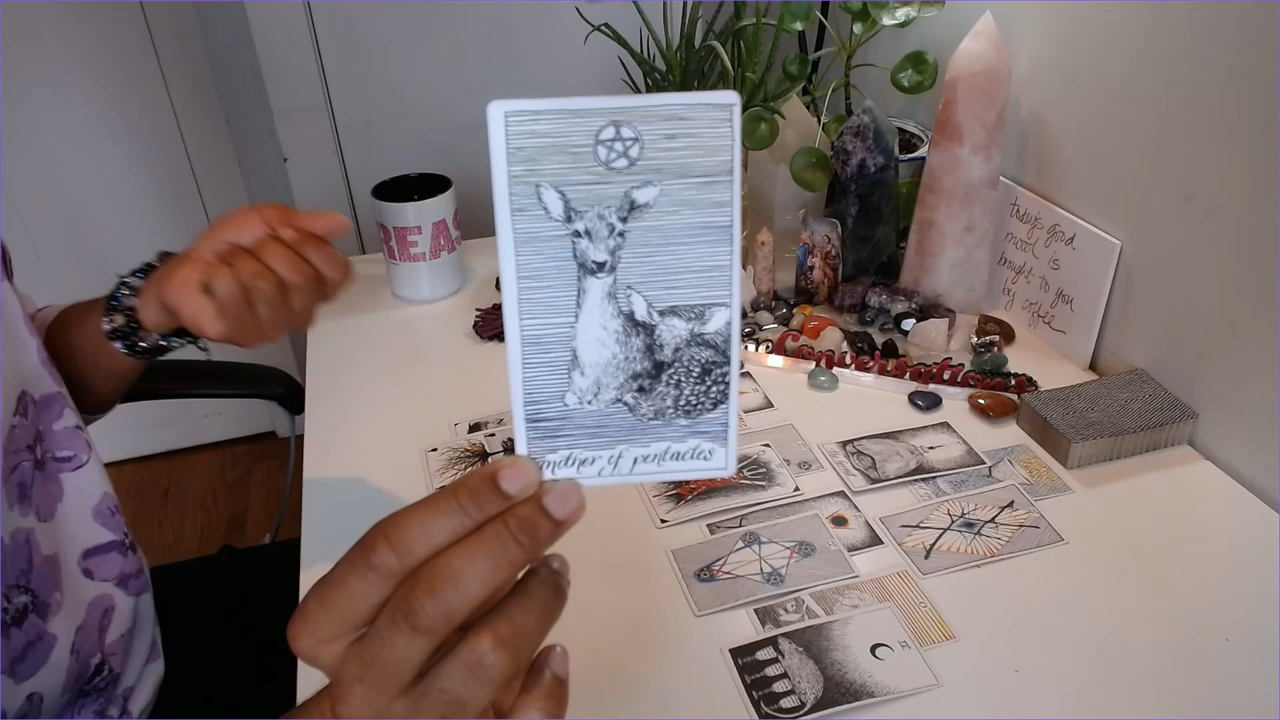 REAS
today's good
mood is
brought to you
by coffee
Conversations
mother of pentacles